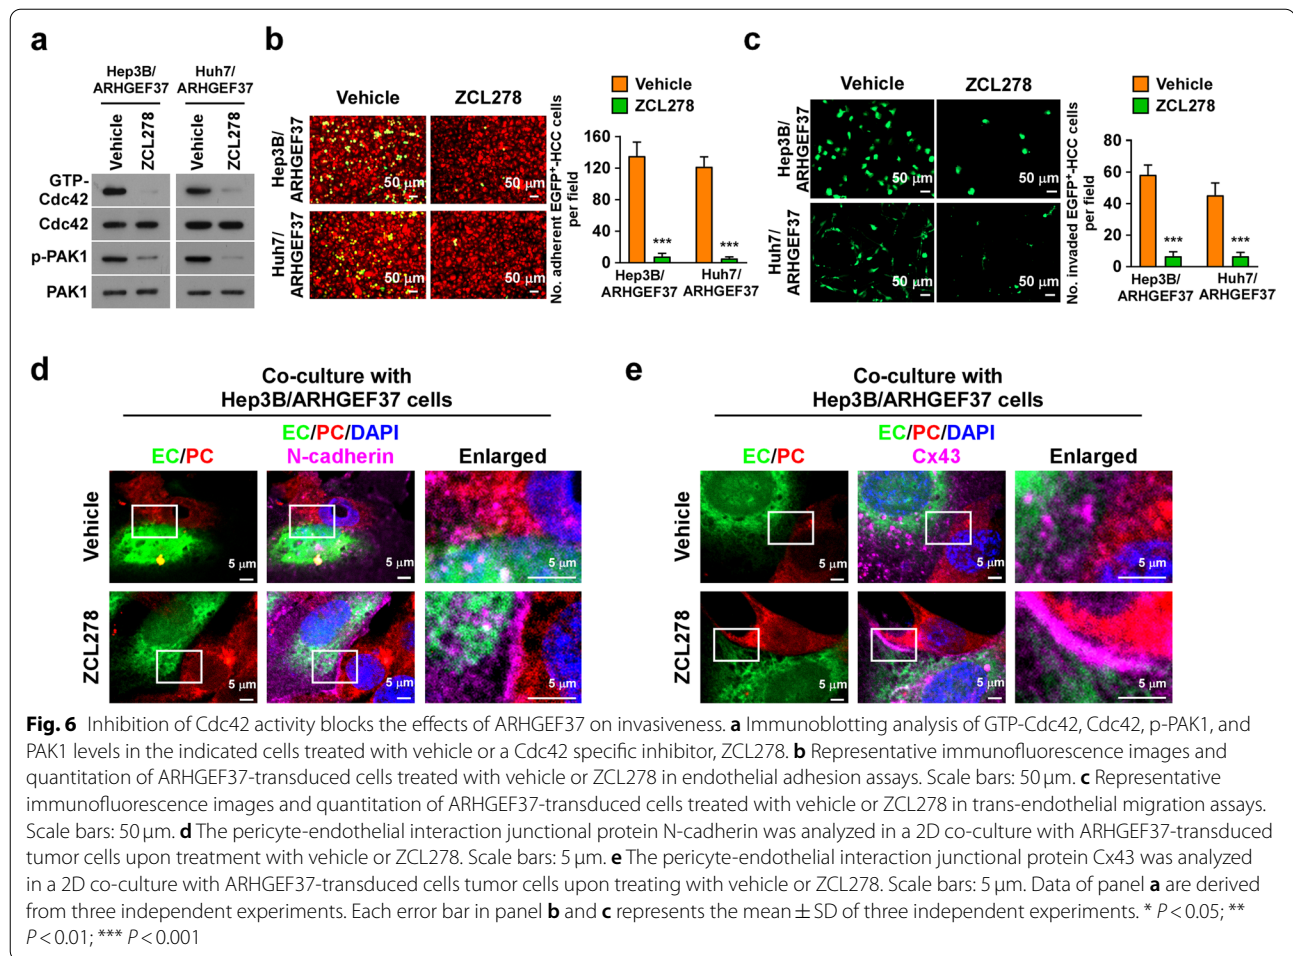 a
Hep3B/
ARHGEF37
Huh7/
ARHGEF37
Vehicle
ZCL278
Vehicle
ZCL278
GTP-
Cdc42
Cdc42
p-PAK1
PAK1
b
Vehicle
ZCL278
Hep3B/
ARHGEF37
50 µm
50 µm
Huh7/
ARHGEF37
50 µm
50 µm
Vehicle
ZCL278
No. adherent EGFP⁺-HCC cells
per field
160
120
80
40
0
***
***
Hep3B/
ARHGEF37
Huh7/
ARHGEF37
c
Vehicle
ZCL278
Hep3B/
ARHGEF37
50 µm
50 µm
Huh7/
ARHGEF37
50 µm
50 µm
Vehicle
ZCL278
No. invaded EGFP⁺-HCC cells
per field
80
60
40
20
0
***
***
Hep3B/
ARHGEF37
Huh7/
ARHGEF37
d
Co-culture with
Hep3B/ARHGEF37 cells
EC/PC
EC/PC/DAPI
N-cadherin
Enlarged
Vehicle
5 µm
5 µm
5 µm
ZCL278
5 µm
5 µm
5 µm
e
Co-culture with
Hep3B/ARHGEF37 cells
EC/PC
EC/PC/DAPI
Cx43
Enlarged
Vehicle
5 µm
5 µm
5 µm
ZCL278
5 µm
5 µm
5 µm
Fig. 6 Inhibition of Cdc42 activity blocks the effects of ARHGEF37 on invasiveness. a Immunoblotting analysis of GTP-Cdc42, Cdc42, p-PAK1, and
PAK1 levels in the indicated cells treated with vehicle or a Cdc42 specific inhibitor, ZCL278. b Representative immunofluorescence images and
quantitation of ARHGEF37-transduced cells treated with vehicle or ZCL278 in endothelial adhesion assays. Scale bars: 50 µm. c Representative
immunofluorescence images and quantitation of ARHGEF37-transduced cells treated with vehicle or ZCL278 in trans-endothelial migration assays.
Scale bars: 50 µm. d The pericyte-endothelial interaction junctional protein N-cadherin was analyzed in a 2D co-culture with ARHGEF37-transduced
tumor cells upon treatment with vehicle or ZCL278. Scale bars: 5 µm. e The pericyte-endothelial interaction junctional protein Cx43 was analyzed
in a 2D co-culture with ARHGEF37-transduced cells tumor cells upon treating with vehicle or ZCL278. Scale bars: 5 µm. Data of panel a are derived
from three independent experiments. Each error bar in panel b and c represents the mean ± SD of three independent experiments. * P < 0.05; **
P < 0.01; *** P < 0.001